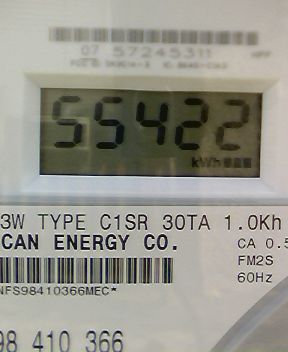 07 57245311
55422
kWh
3W TYPE C1SR 30TA 1.0Kh
CAN ENERGY CO.
CA 0.5
FM2S
60Hz
NFS98410366MEC*
98 410 366